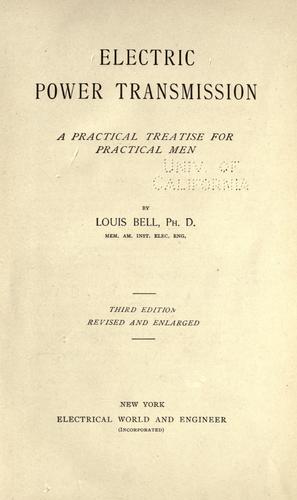 ELECTRIC
POWER TRANSMISSION
A PRACTICAL TREATISE FOR
PRACTICAL MEN
UNIV. OF
CALIFORNIA
BY
LOUIS BELL, PH. D.
MEM. AM. INST. ELEC. ENG,
THIRD EDITION
REVISED AND ENLARGED
NEW YORK
ELECTRICAL WORLD AND ENGINEER
(INCORPORATED)